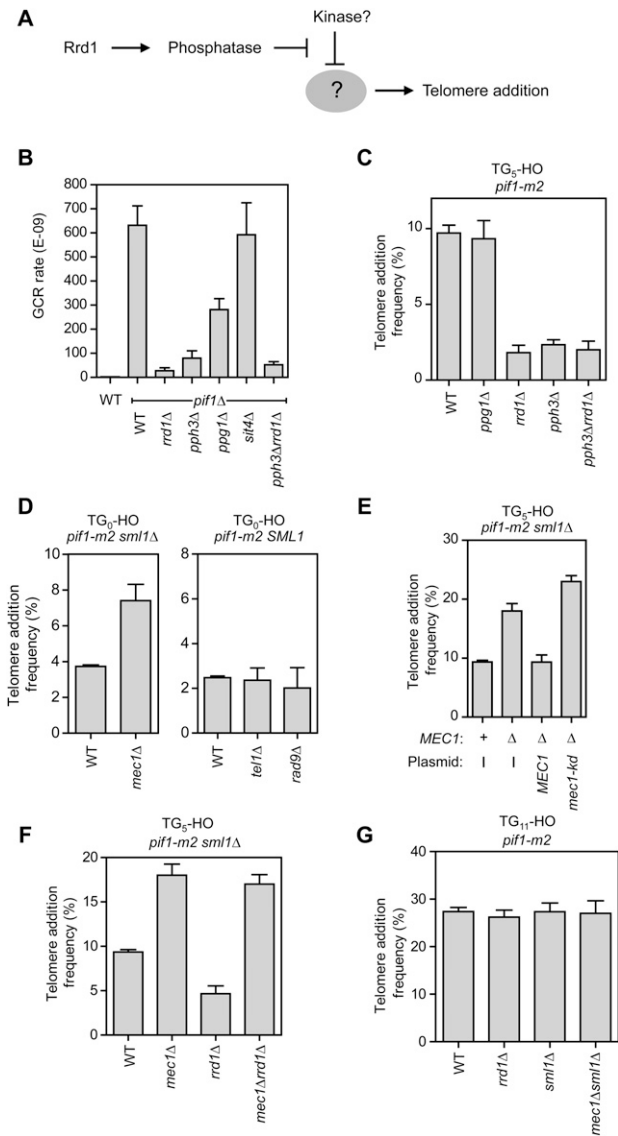 A
Kinase?
Rrd1
Phosphatase
?
Telomere addition
B
GCR rate (E-09)
800
700
600
500
400
300
200
100
0
WT
WT
rrd1Δ
pph3Δ
ppg1Δ
sit4Δ
pph3Δrrd1Δ
pif1Δ
C
TG5-HO
pif1-m2
Telomere addition
frequency (%)
10
5
0
WT
ppg1Δ
rrd1Δ
pph3Δ
pph3Δrrd1Δ
D
TG0-HO
pif1-m2 sml1Δ
Telomere addition
frequency (%)
8
6
4
2
0
WT
mec1Δ
TG0-HO
pif1-m2 SML1
8
6
4
2
0
WT
tel1Δ
rad9Δ
E
TG5-HO
pif1-m2 sml1Δ
Telomere addition
frequency (%)
30
20
10
0
MEC1: + Δ Δ Δ
Plasmid: – – MEC1 mec1-kd
F
TG5-HO
pif1-m2 sml1Δ
Telomere addition
frequency (%)
20
15
10
5
0
WT
mec1Δ
rrd1Δ
mec1Δrrd1Δ
G
TG11-HO
pif1-m2
Telomere addition
frequency (%)
40
30
20
10
0
WT
rrd1Δ
sml1Δ
mec1Δsml1Δ